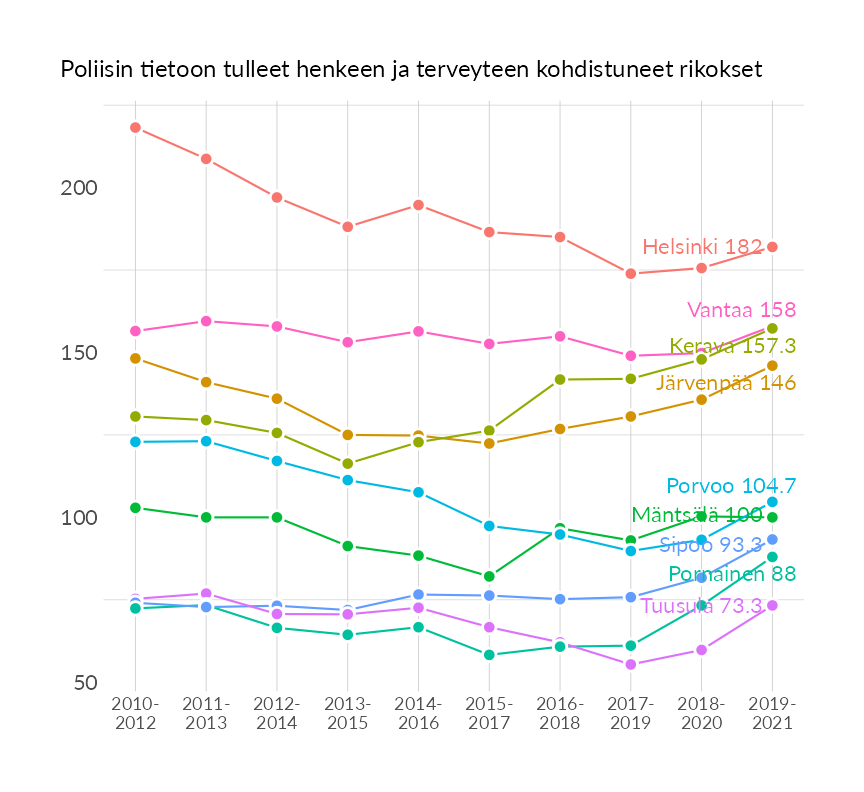 Poliisin tietoon tulleet henkeen ja terveyteen kohdistuneet rikokset
200
150
100
50
Helsinki 182
Vantaa 158
Kerava 157.3
Järvenpää 146
Porvoo 104.7
Mäntsälä 100
Sipoo 93.3
Pornainen 88
Tuusula 73.3
2010-
2012
2011-
2013
2012-
2014
2013-
2015
2014-
2016
2015-
2017
2016-
2018
2017-
2019
2018-
2020
2019-
2021